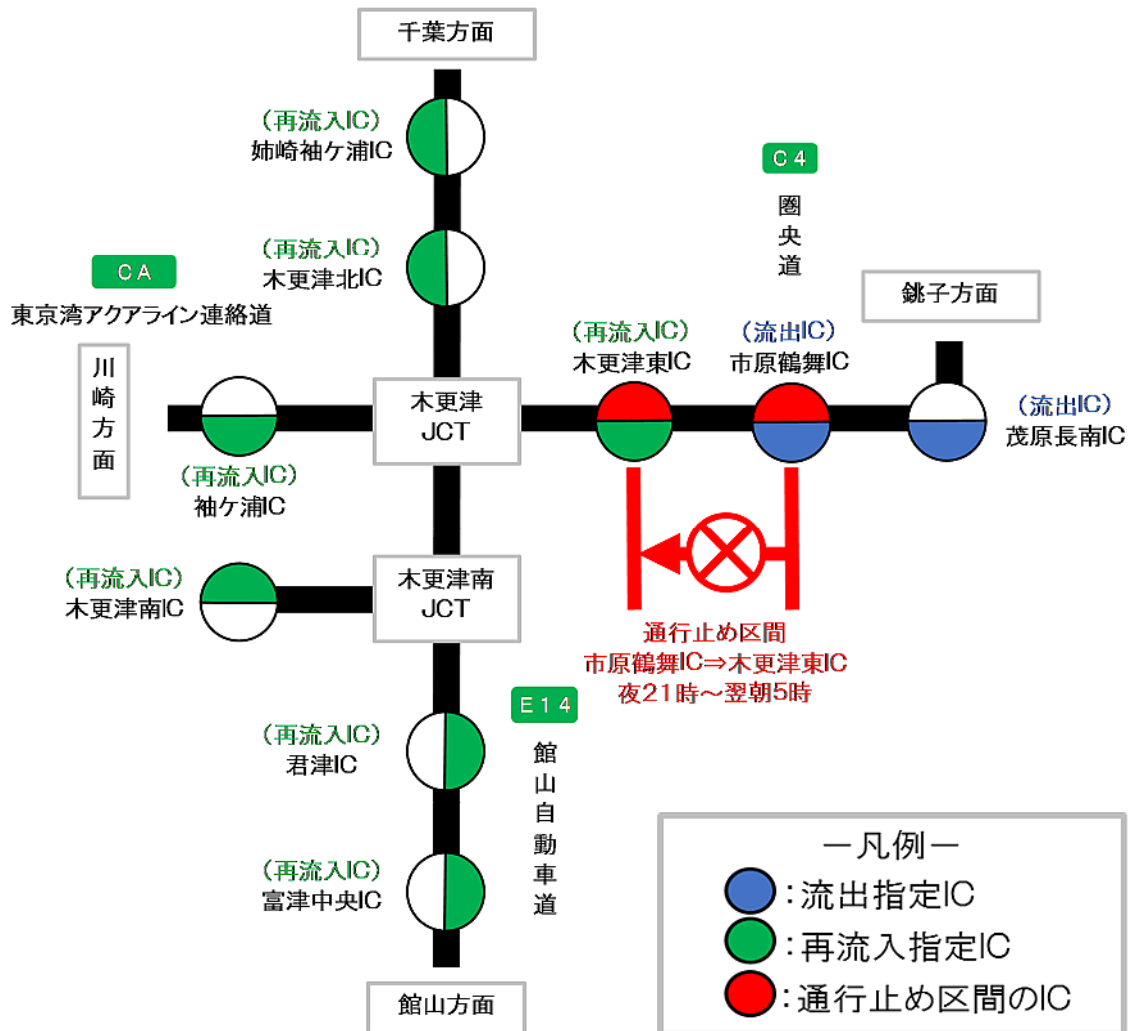 千葉方面
(再流入IC)
姉崎袖ケ浦IC
C4
圏央道
(再流入IC)
木更津北IC
CA
東京湾アクアライン連絡道
銚子方面
川崎方面
(再流入IC)
木更津東IC
(流出IC)
市原鶴舞IC
木更津
JCT
(流出IC)
茂原長南IC
(再流入IC)
袖ケ浦IC
(再流入IC)
木更津南IC
木更津南
JCT
通行止め区間
市原鶴舞IC⇒木更津東IC
夜21時～翌朝5時
E14
館山自動車道
(再流入IC)
君津IC
(再流入IC)
富津中央IC
館山方面
－凡例－
:流出指定IC
:再流入指定IC
:通行止め区間のIC